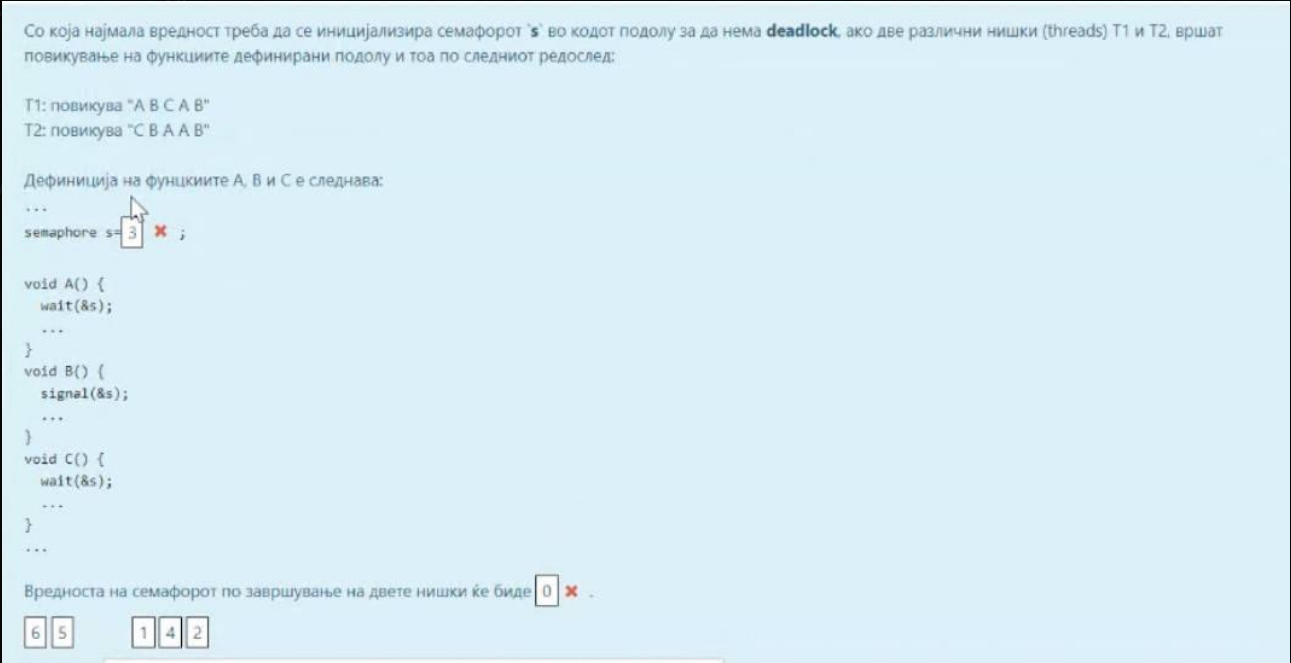 Со која најмала вредност треба да се иницијализира семафорот `s` во кодот подолу за да нема deadlock, ако две различни нишки (threads) T1 и T2, вршат
повикување на функциите дефинирани подолу и тоа по следниот редослед:
T1: повикува "A B C A B"
T2: повикува "C B A A B"
Дефиниција на фунцкиите A, B и C е следнава:
...
semaphore s= 3 ✖ ;
void A() {
wait(&s);
...
}
void B() {
signal(&s);
...
}
void C() {
wait(&s);
...
}
...
Вредноста на семафорот по завршување на двете нишки ќе биде 0 ✖ .
6 5 1 4 2